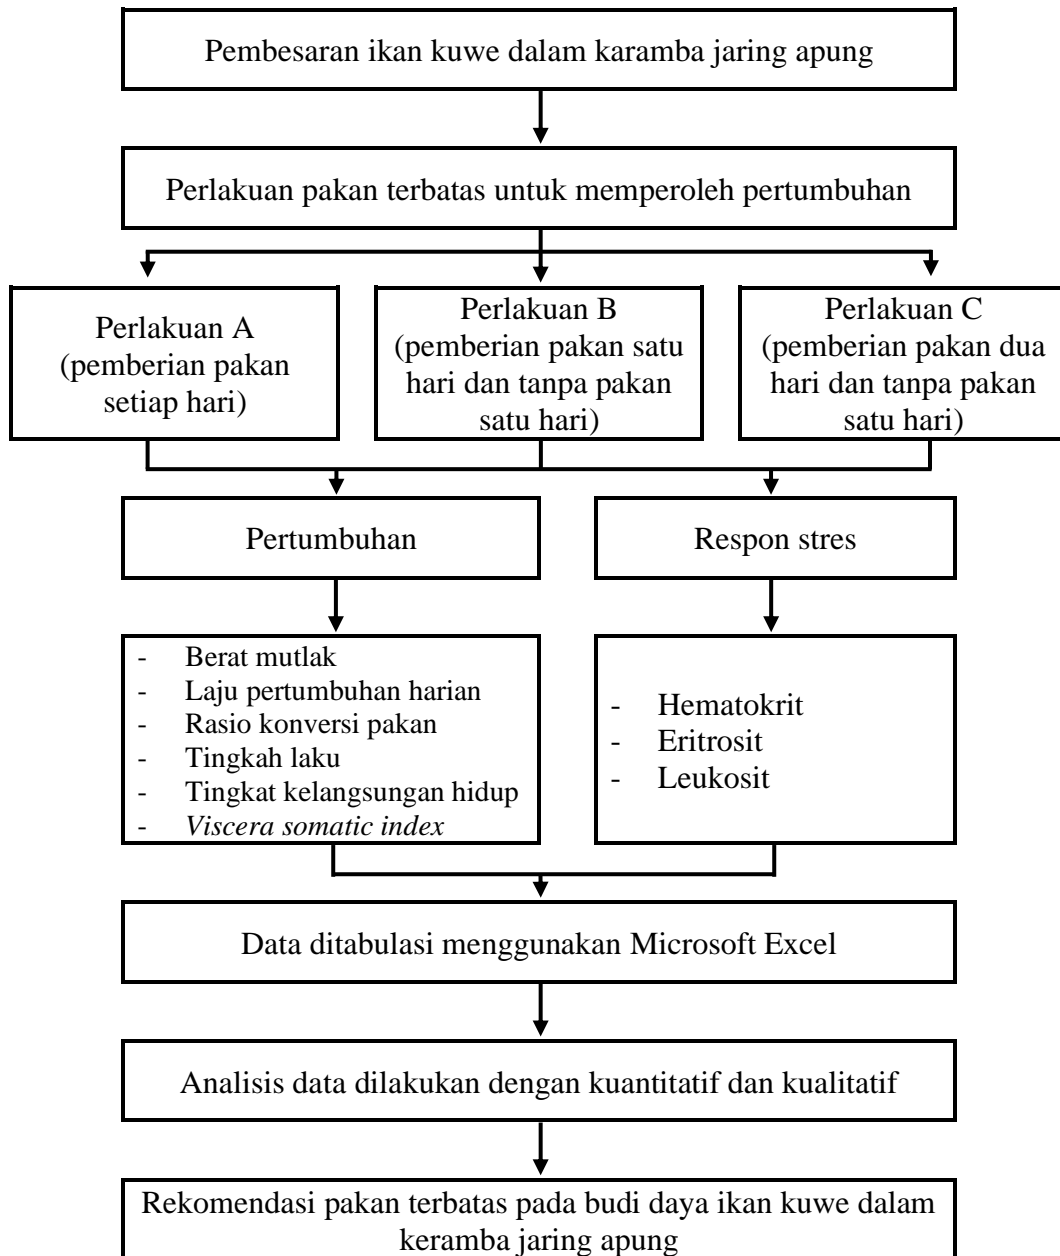 Pembesaran ikan kuwe dalam karamba jaring apung
Perlakuan pakan terbatas untuk memperoleh pertumbuhan
Perlakuan A
(pemberian pakan
setiap hari)
Perlakuan B
(pemberian pakan satu
hari dan tanpa pakan
satu hari)
Perlakuan C
(pemberian pakan dua
hari dan tanpa pakan
satu hari)
Pertumbuhan
Respon stres
- Berat mutlak
- Laju pertumbuhan harian
- Rasio konversi pakan
- Tingkah laku
- Tingkat kelangsungan hidup
- Viscera somatic index
- Hematokrit
- Eritrosit
- Leukosit
Data ditabulasi menggunakan Microsoft Excel
Analisis data dilakukan dengan kuantitatif dan kualitatif
Rekomendasi pakan terbatas pada budi daya ikan kuwe dalam
keramba jaring apung